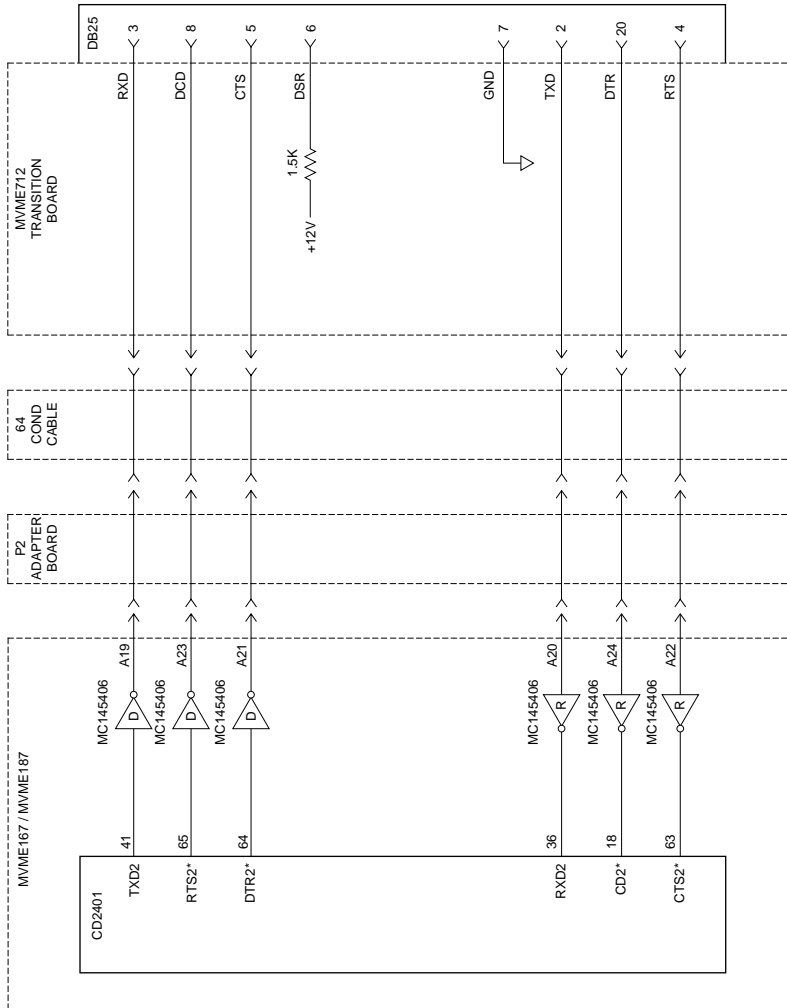 DB25
3
8
5
6
7
2
20
4
RXD
DCD
CTS
DSR
GND
TXD
DTR
RTS
MVME712
TRANSITION
BOARD
1.5K
+12V
64
COND
CABLE
P2
ADAPTER
BOARD
MVME167 / MVME187
A19
A23
A21
A20
A24
A22
MC145406
MC145406
MC145406
MC145406
MC145406
MC145406
D
D
D
R
R
R
41
65
64
36
18
63
TXD2
RTS2*
DTR2*
RXD2
CD2*
CTS2*
CD2401